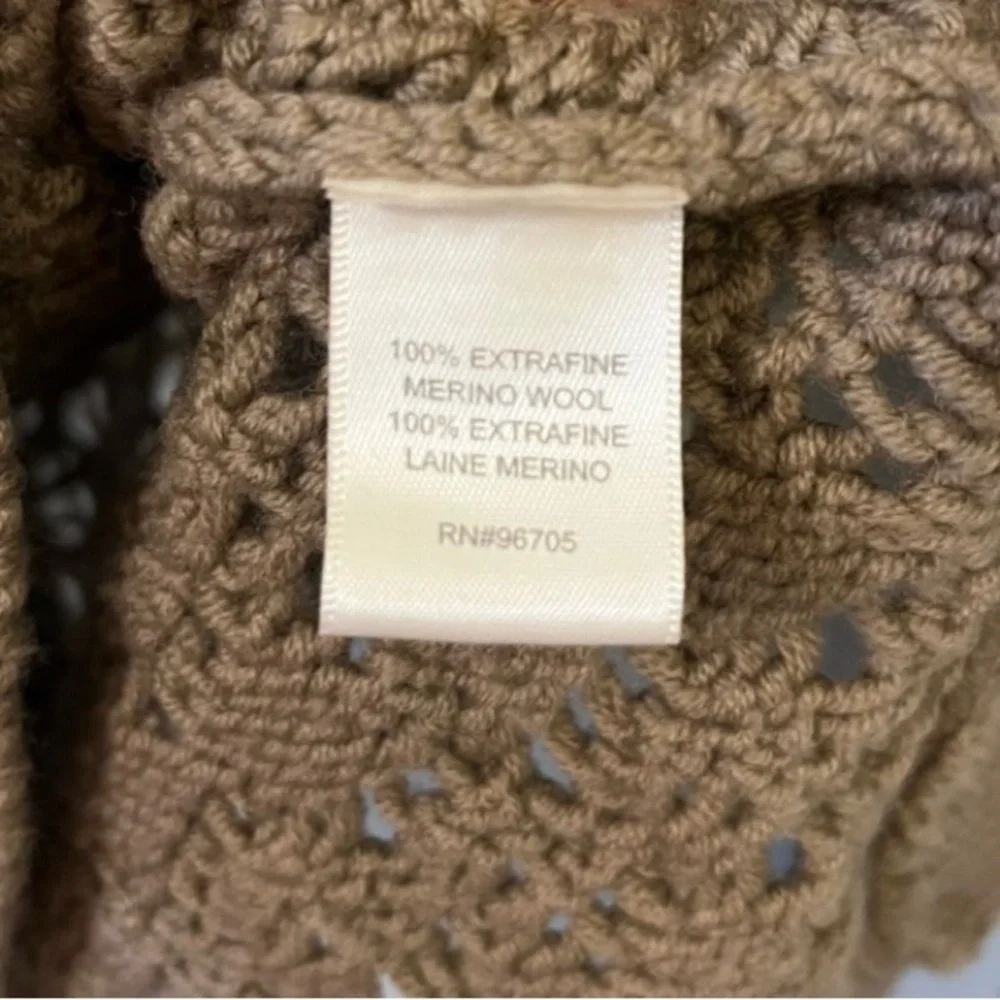 100% EXTRAFINE
MERINO WOOL
100% EXTRAFINE
LAINE MERINO
RN#96705